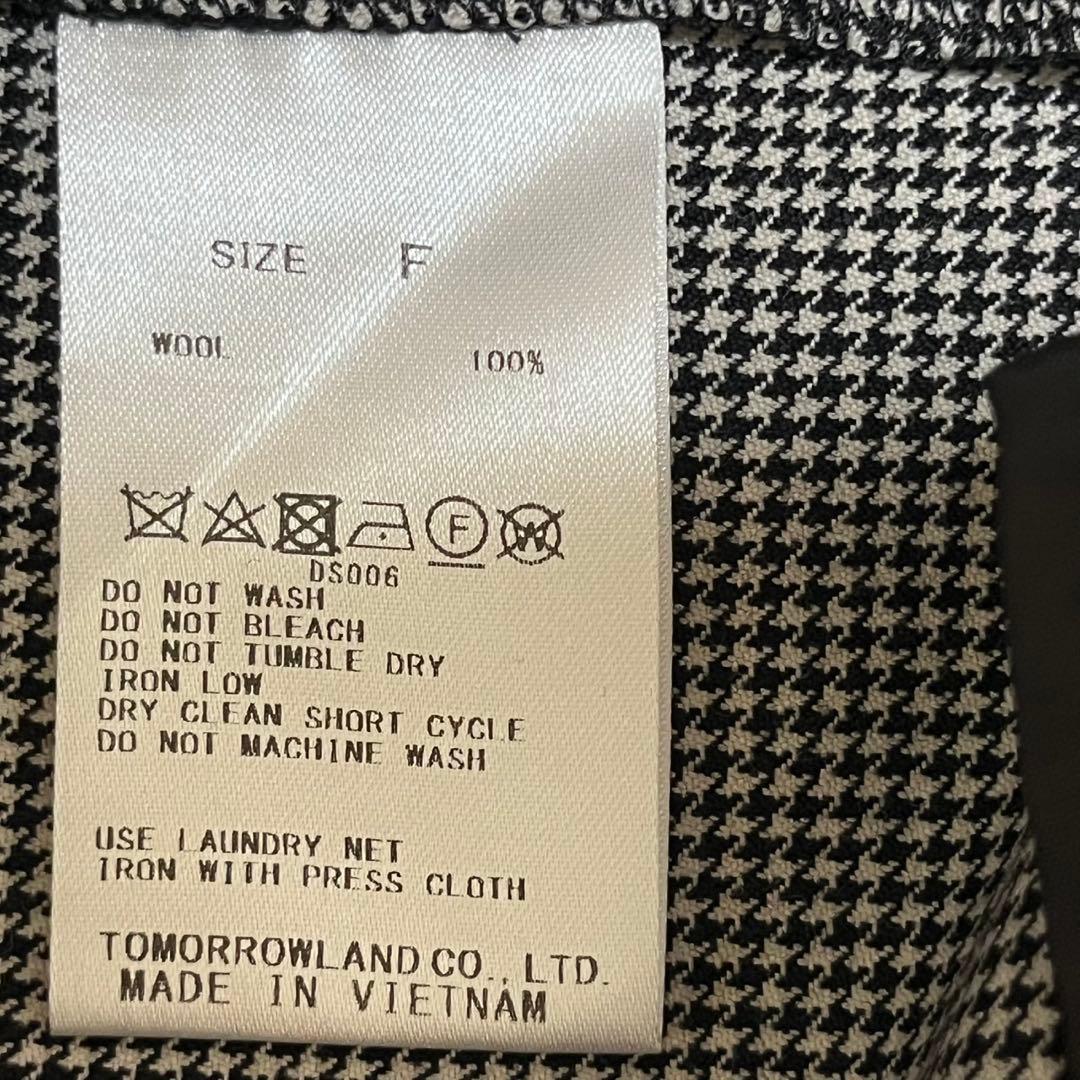 SIZE F
WOOL 100%
F W
DS006
DO NOT WASH
DO NOT BLEACH
DO NOT TUMBLE DRY
IRON LOW
DRY CLEAN SHORT CYCLE
DO NOT MACHINE WASH
USE LAUNDRY NET
IRON WITH PRESS CLOTH
TOMORROWLAND CO., LTD.
MADE IN VIETNAM